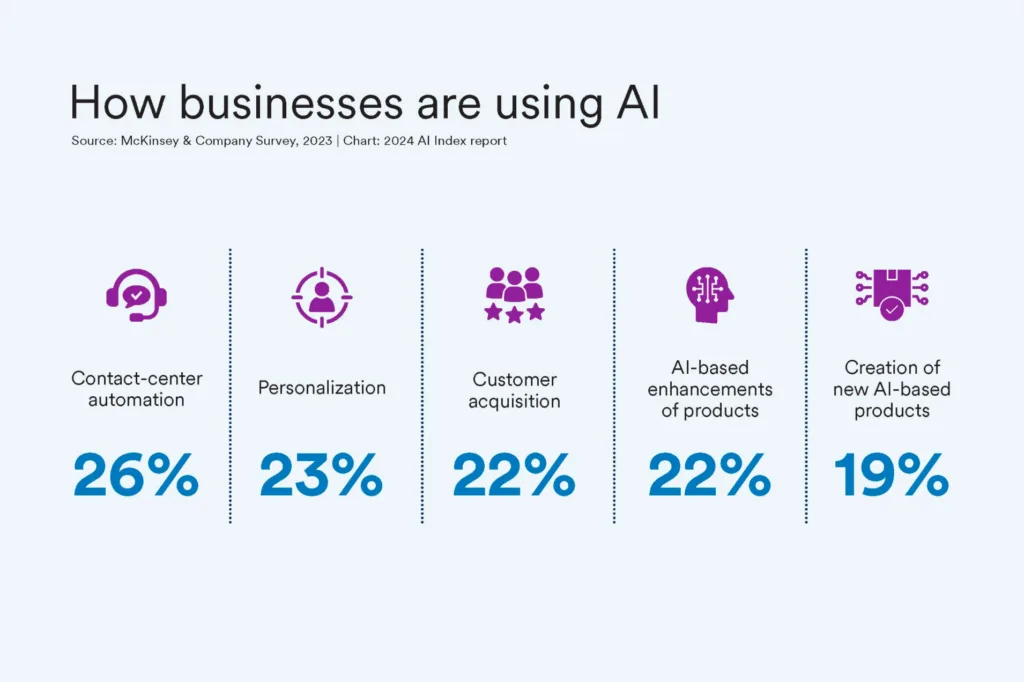 How businesses are using AI
Source: McKinsey & Company Survey, 2023 | Chart: 2024 AI Index report
Contact-center
automation
26%
Personalization
23%
Customer
acquisition
22%
AI-based
enhancements
of products
22%
Creation of
new AI-based
products
19%